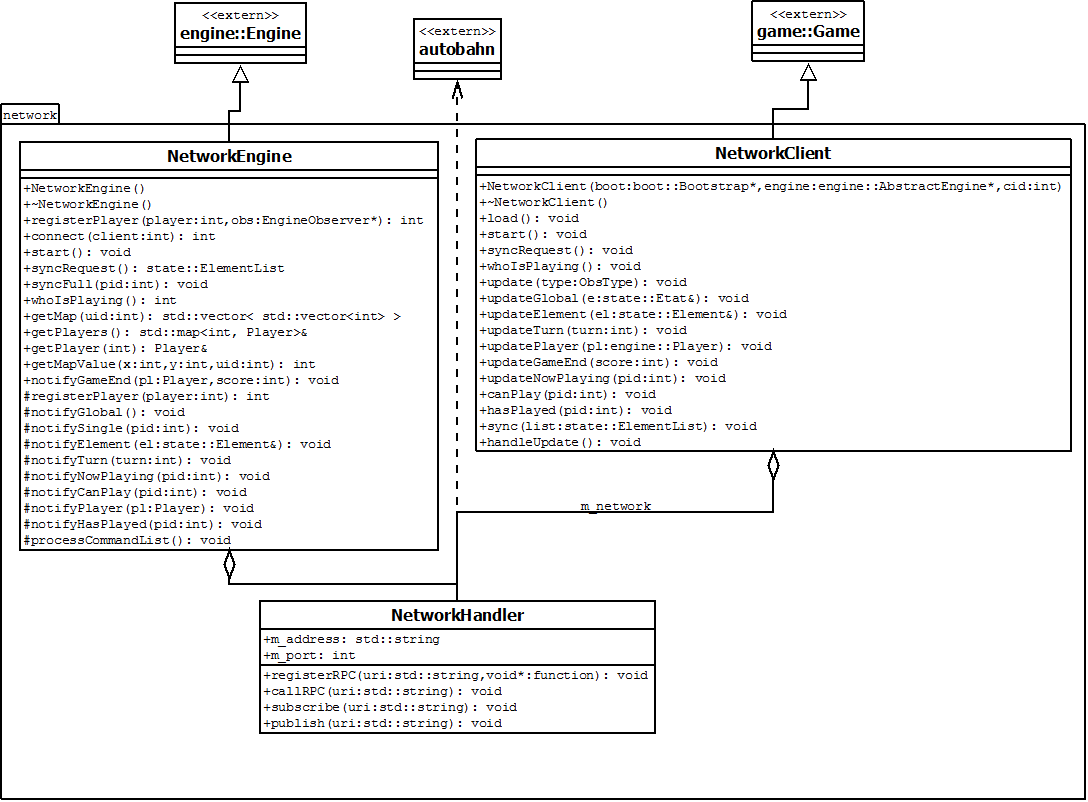 <<extern>>
engine::Engine
<<extern>>
autobahn
<<extern>>
game::Game
network
NetworkEngine
+NetworkEngine()
+~NetworkEngine()
+registerPlayer(player:int,obs:EngineObserver*): int
+connect(client:int): int
+start(): void
+syncRequest(): state::ElementList
+syncFull(pid:int): void
+whoIsPlaying(): int
+getMap(uid:int): std::vector< std::vector<int> >
+getPlayers(): std::map<int, Player>&
+getPlayer(int): Player&
+getMapValue(x:int,y:int,uid:int): int
+notifyGameEnd(pl:Player,score:int): void
#registerPlayer(player:int): int
#notifyGlobal(): void
#notifySingle(pid:int): void
#notifyElement(el:state::Element&): void
#notifyTurn(turn:int): void
#notifyNowPlaying(pid:int): void
#notifyCanPlay(pid:int): void
#notifyPlayer(pl:Player): void
#notifyHasPlayed(pid:int): void
#processCommandList(): void
NetworkClient
+NetworkClient(boot:boot::Bootstrap*,engine:engine::AbstractEngine*,cid:int)
+~NetworkClient()
+load(): void
+start(): void
+syncRequest(): void
+whoIsPlaying(): void
+update(type:ObsType): void
+updateGlobal(e:state::Etat&): void
+updateElement(el:state::Element&): void
+updateTurn(turn:int): void
+updatePlayer(pl:engine::Player): void
+updateGameEnd(score:int): void
+updateNowPlaying(pid:int): void
+canPlay(pid:int): void
+hasPlayed(pid:int): void
+sync(list:state::ElementList): void
+handleUpdate(): void
m_network
NetworkHandler
+m_address: std::string
+m_port: int
+registerRPC(uri:std::string,void*:function): void
+callRPC(uri:std::string): void
+subscribe(uri:std::string): void
+publish(uri:std::string): void